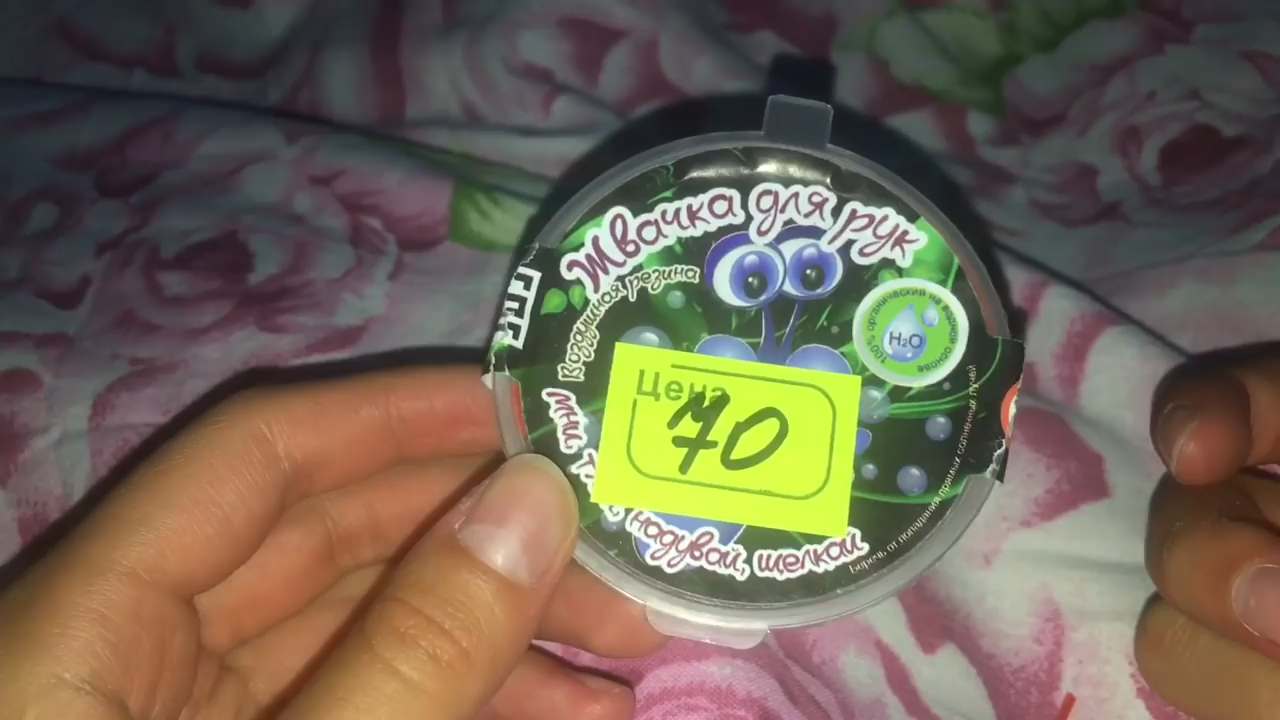 Жвачка для рук
Воздушная резина
100% органический на водной основе
H₂O
Цена
70
Мни,
надувай, щелкай
Беречь от попадания прямых солнечных лучей